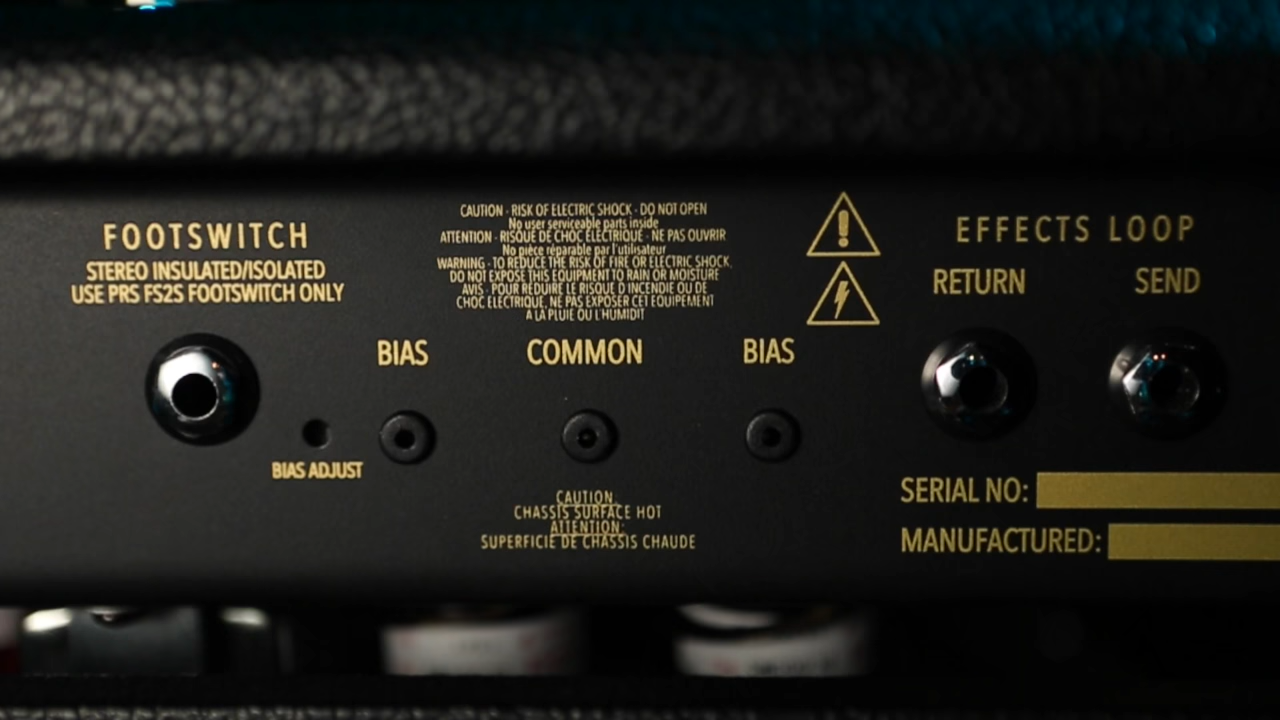 FOOTSWITCH
STEREO INSULATED/ISOLATED
USE PRS FS2S FOOTSWITCH ONLY
CAUTION - RISK OF ELECTRIC SHOCK - DO NOT OPEN
No user serviceable parts inside
ATTENTION - RISQUE DE CHOC ELECTRIQUE - NE PAS OUVRIR
No pièce réparable par l'utilisateur
WARNING - TO REDUCE THE RISK OF FIRE OR ELECTRIC SHOCK,
DO NOT EXPOSE THIS EQUIPMENT TO RAIN OR MOISTURE
AVIS - POUR RÉDUIRE LE RISQUE D'INCENDIE OU DE
CHOC ELECTRIQUE, NE PAS EXPOSER CET EQUIPEMENT
A LA PLUIE OU L'HUMIDIT
EFFECTS LOOP
RETURN SEND
BIAS COMMON BIAS
BIAS ADJUST
CAUTION:
CHASSIS SURFACE HOT
ATTENTION:
SUPERFICIE DE CHASSIS CHAUDE
SERIAL NO:
MANUFACTURED: